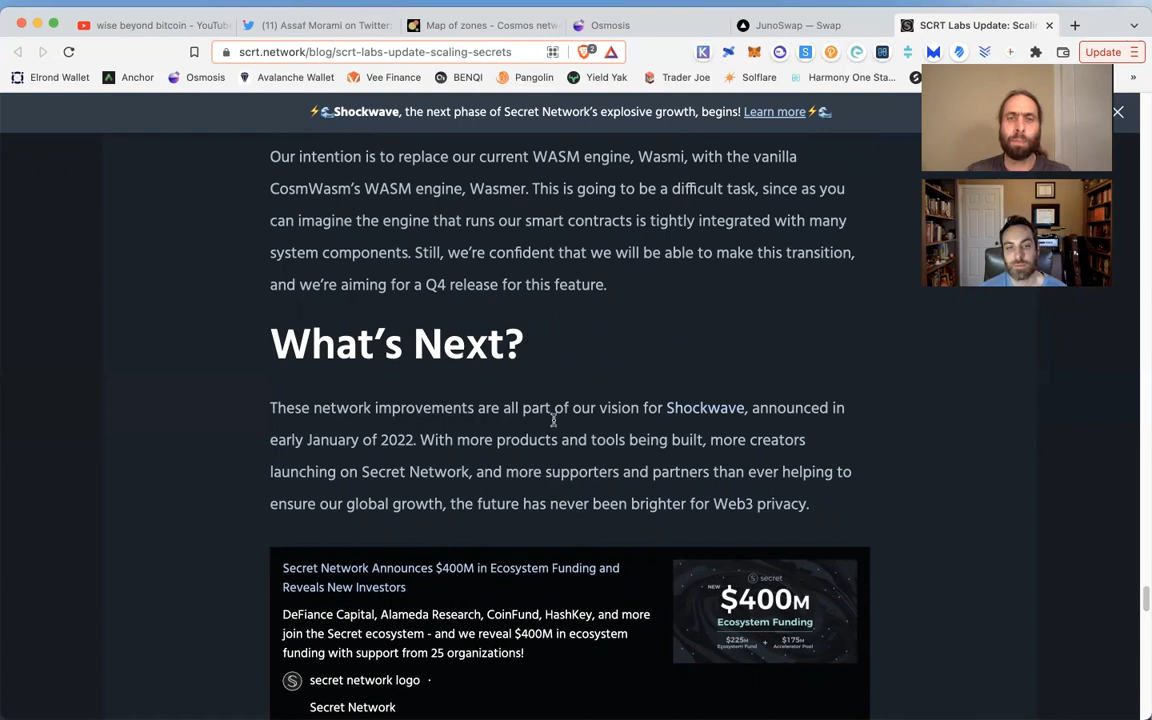 wise beyond bitcoin - YouTub
(11) Assaf Morami on Twitter:
Map of zones - Cosmos netw
Osmosis
JunoSwap — Swap
SCRT Labs Update: Scali
scrt.network/blog/scrt-labs-update-scaling-secrets
2
Update
Elrond Wallet
Anchor
Osmosis
Avalanche Wallet
Vee Finance
BENQI
Pangolin
Yield Yak
Trader Joe
Solflare
Harmony One Sta...
»
⚡🌊Shockwave, the next phase of Secret Network's explosive growth, begins! Learn more⚡🌊
Our intention is to replace our current WASM engine, Wasmi, with the vanilla
CosmWasm's WASM engine, Wasmer. This is going to be a difficult task, since as you
can imagine the engine that runs our smart contracts is tightly integrated with many
system components. Still, we're confident that we will be able to make this transition,
and we're aiming for a Q4 release for this feature.
What's Next?
These network improvements are all part of our vision for Shockwave, announced in
early January of 2022. With more products and tools being built, more creators
launching on Secret Network, and more supporters and partners than ever helping to
ensure our global growth, the future has never been brighter for Web3 privacy.
Secret Network Announces $400M in Ecosystem Funding and
Reveals New Investors
DeFiance Capital, Alameda Research, CoinFund, HashKey, and more
join the Secret ecosystem - and we reveal $400M in ecosystem
funding with support from 25 organizations!
secret network logo ·
Secret Network
secret
NEW
$400M
Ecosystem Funding
$225M + $175M
Ecosystem Fund Accelerator Pool